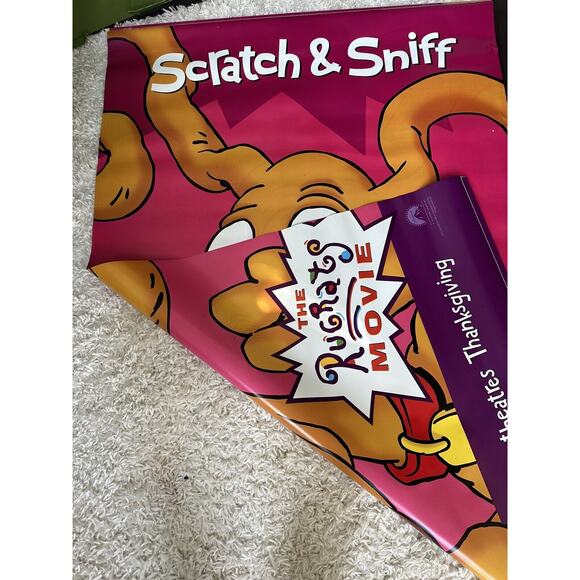 Scratch & Sniff
THE
Rugrats
MOVIE
theatres Thanksgiving